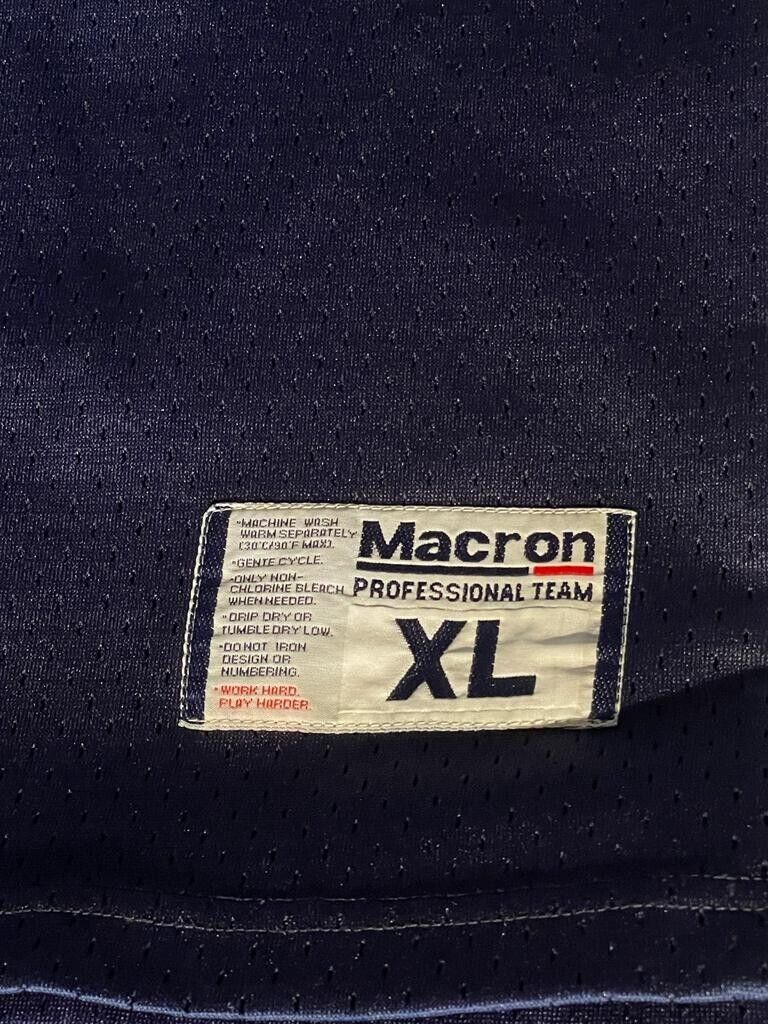 •MACHINE WASH
WARM SEPARATELY
(30°C/90°F MAX).
•GENTE CYCLE.
•ONLY NON-
CHLORINE BLEACH
WHEN NEEDED.
•DRIP DRY OR
TUMBLE DRY LOW.
•DO NOT IRON
DESIGN OR
NUMBERING.
•WORK HARD.
PLAY HARDER.
Macron
PROFESSIONAL TEAM
XL